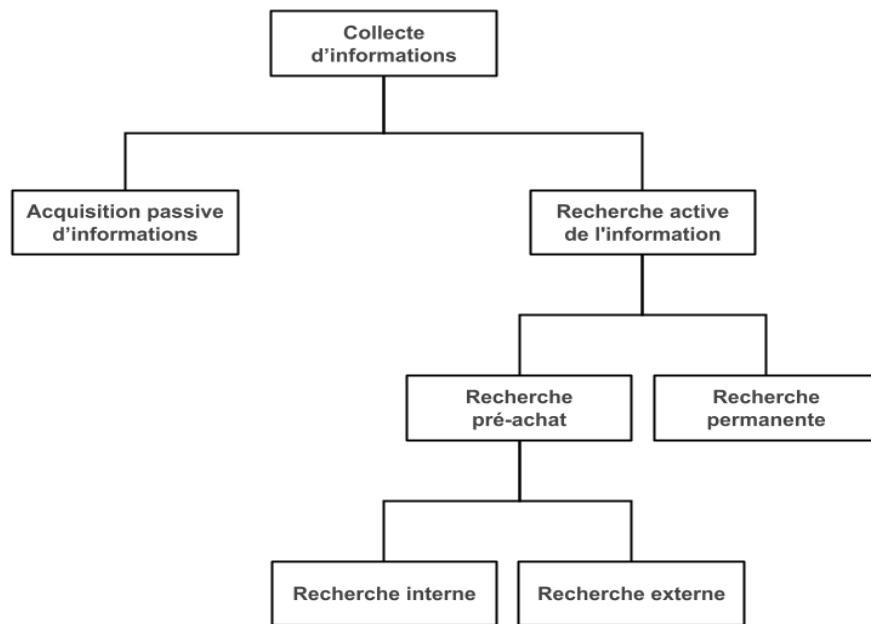 Collecte
d’informations
Acquisition passive
d’informations
Recherche active
de l'information
Recherche
pré-achat
Recherche
permanente
Recherche interne
Recherche externe